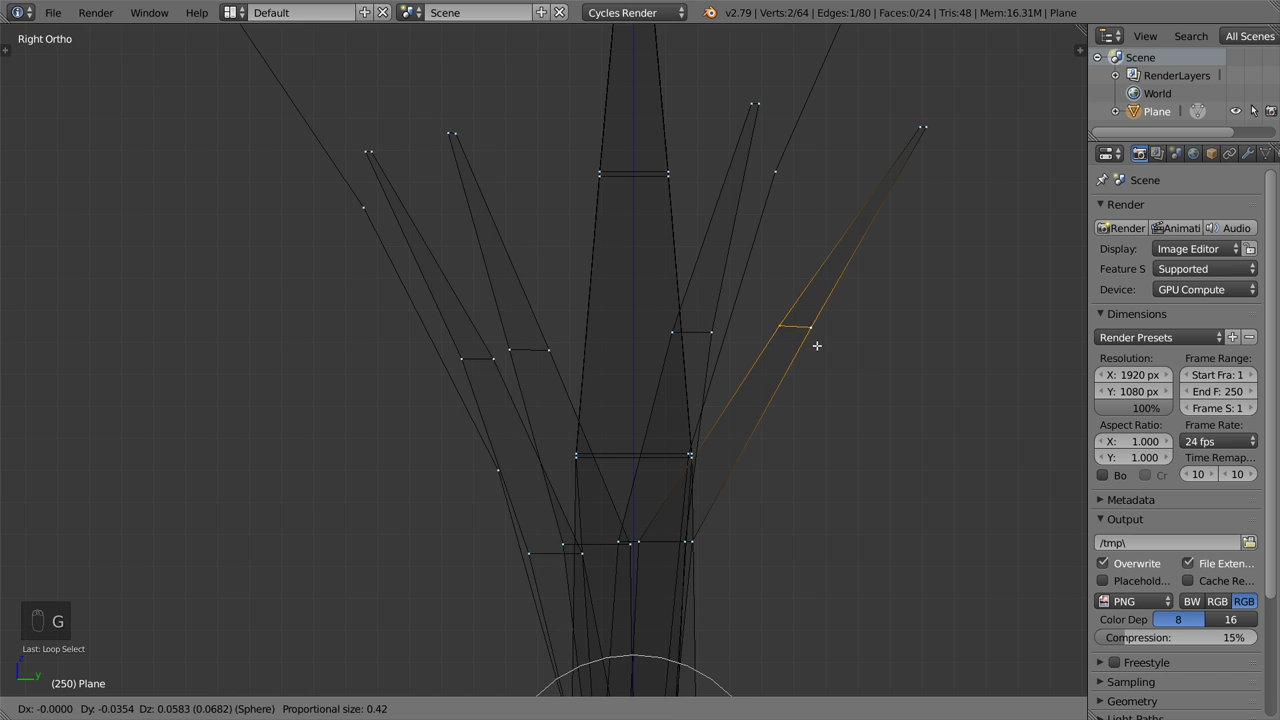 File Render Window Help Default Scene Cycles Render v2.79 | Verts:2/64 | Edges:1/80 | Faces:0/24 | Tris:48 | Mem:16.31M | Plane
Right Ortho
View Search All Scenes
Scene
RenderLayers
World
Plane
Scene
Render
Render Animati Audio
Display: Image Editor
Feature S Supported
Device: GPU Compute
Dimensions
Render Presets
Resolution: Frame Range:
X: 1920 px Start Fra: 1
Y: 1080 px End F: 250
100% Frame S: 1
Aspect Ratio: Frame Rate:
X: 1.000 24 fps
Y: 1.000 Time Remap...
Bo Cr 10 10
Metadata
Output
/tmp\
Overwrite File Exten...
Placehold... Cache Re...
PNG BW RGB RGB
Color Dep 8 16
Compression: 15%
Freestyle
Sampling
Geometry
Light Paths
G
Last: Loop Select
z
y
(250) Plane
Dx: -0.0000 Dy: -0.0354 Dz: 0.0583 (0.0682) (Sphere) Proportional size: 0.42